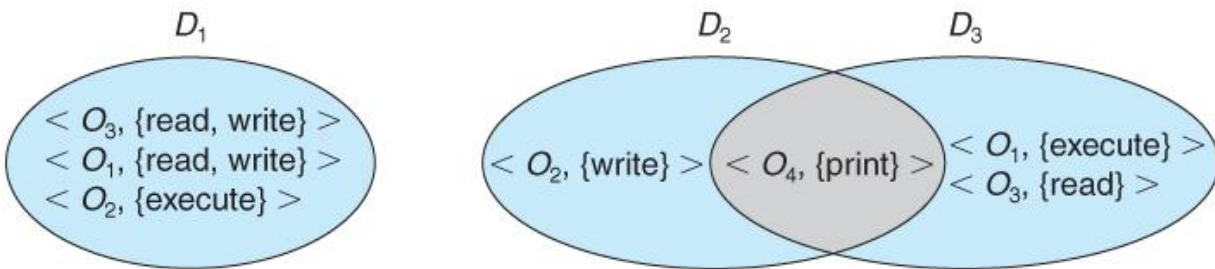 D₁
< O₃, {read, write} >
< O₁, {read, write} >
< O₂, {execute} >
D₂
D₃
< O₂, {write} >
< O₄, {print} >
< O₁, {execute} >
< O₃, {read} >